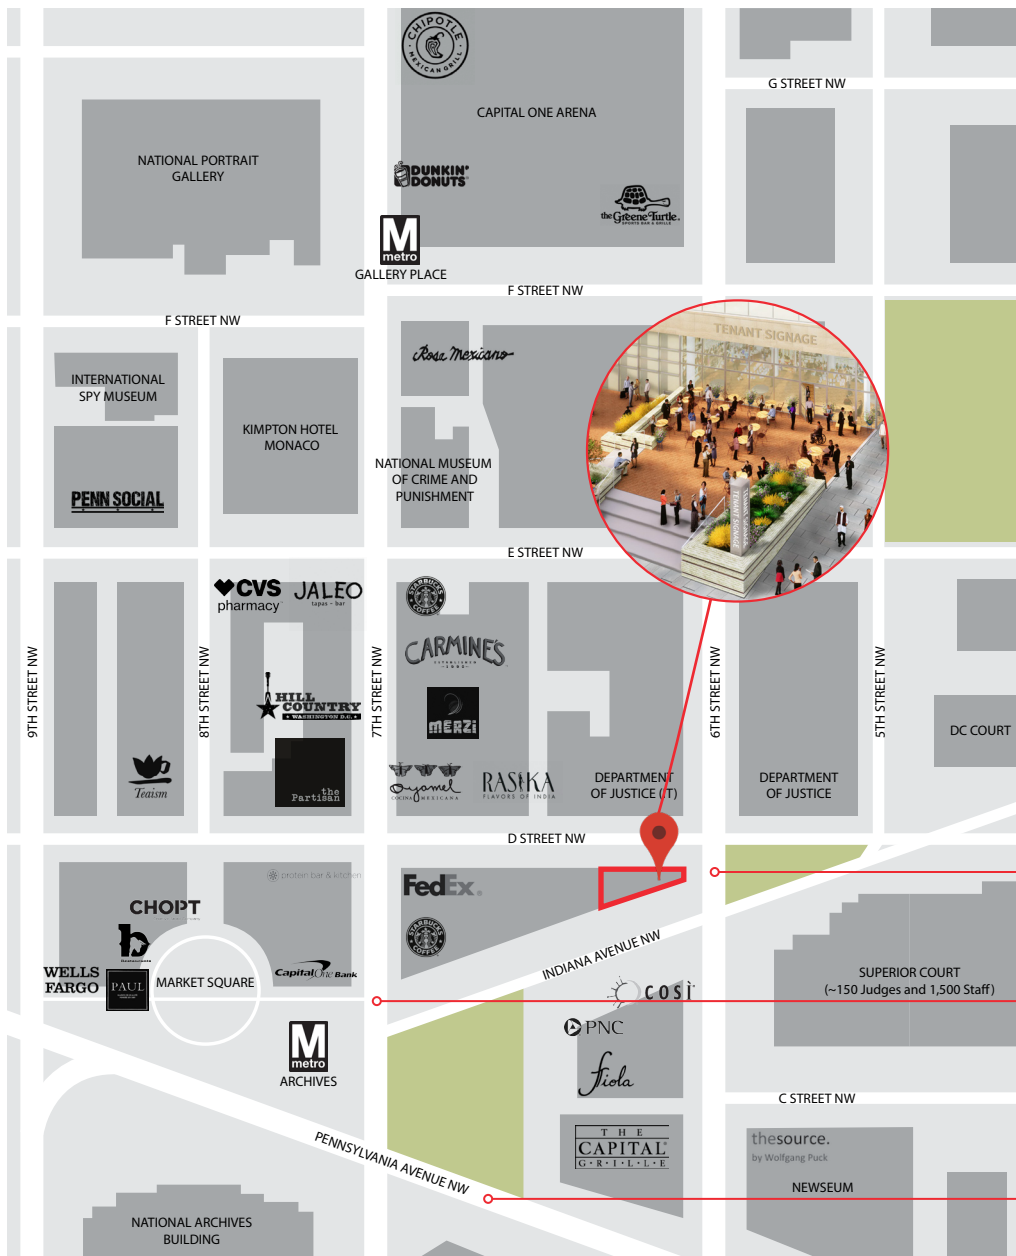 CHIPOTLE
MEXICAN GRILL
G STREET NW
CAPITAL ONE ARENA
NATIONAL PORTRAIT
GALLERY
DUNKIN'
DONUTS
the Greene Turtle.
SPORTS BAR & GRILLE
M
metro
GALLERY PLACE
F STREET NW
F STREET NW
TENANT SIGNAGE
Rosa Mexicano
INTERNATIONAL
SPY MUSEUM
KIMPTON HOTEL
MONACO
NATIONAL MUSEUM
OF CRIME AND
PUNISHMENT
PENN SOCIAL
TENANT SIGNAGE
E STREET NW
CVS
pharmacy
JALEO
tapas - bar
STARBUCKS
COFFEE
CARMINE'S
HILL
COUNTRY
WASHINGTON D.C.
MERZi
9TH STREET NW
8TH STREET NW
7TH STREET NW
6TH STREET NW
5TH STREET NW
DC COURT
Teaism
the
Partisan
Oyamel
COCINA MEXICANA
RASIKA
FLAVORS OF INDIA
DEPARTMENT
OF JUSTICE (JT)
DEPARTMENT
OF JUSTICE
D STREET NW
protein bar & kitchen
FedEx®
CHOPT
STARBUCKS
COFFEE
b
WELLS
FARGO
PAUL
MARKET SQUARE
Capital One Bank
INDIANA AVENUE NW
COSÌ
SUPERIOR COURT
(~150 Judges and 1,500 Staff)
PNC
M
metro
ARCHIVES
fiola
C STREET NW
THE
CAPITAL
GRILLE
thesource.
by Wolfgang Puck
PENNSYLVANIA AVENUE NW
NEWSEUM
NATIONAL ARCHIVES
BUILDING